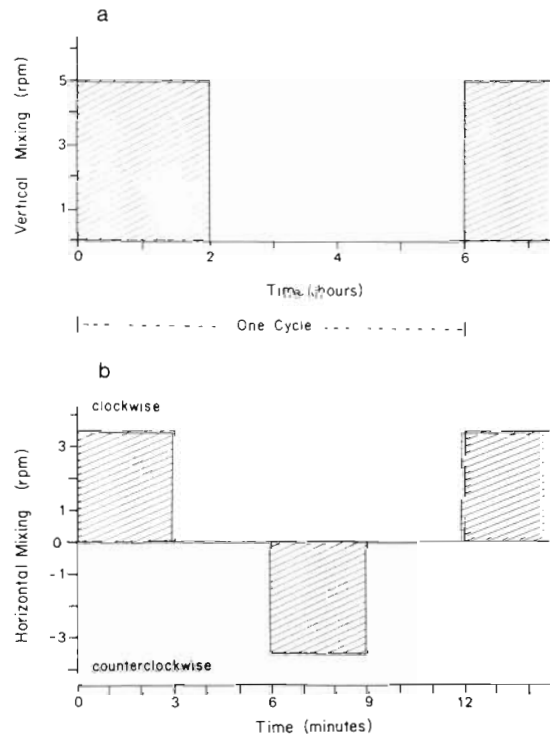 a
Vertical Mixing (rpm)
5
3
1
0
0 2 4 6
Time (hours)
One Cycle
b
clockwise
Horizontal Mixing (rpm)
3
1
0
-1
-3
counterclockwise
0 3 6 9 12
Time (minutes)